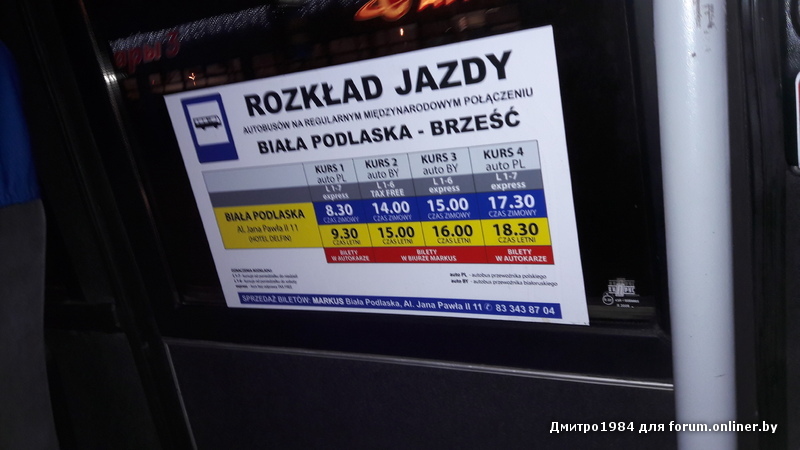 ROZKŁAD JAZDY
AUTOBUSÓW NA REGULARNYM MIĘDZYNARODOWYM POŁĄCZENIU
BIAŁA PODLASKA - BRZEŚĆ
KURS 1 KURS 2 KURS 3 KURS 4
auto PL auto BY auto BY auto PL
L 1-7 L 1-6 L 1-6 L 1-7
express TAX FREE express express
BIAŁA PODLASKA
Al. Jana Pawła II 11
(HOTEL DELFIN)
8.30 14.00 15.00 17.30
CZAS ZIMOWY CZAS ZIMOWY CZAS ZIMOWY CZAS ZIMOWY
9.30 15.00 16.00 18.30
CZAS LETNI CZAS LETNI CZAS LETNI CZAS LETNI
BILETY BILETY BILETY
W AUTOKARZE W BIURZE MARKUS W AUTOKARZE
auto PL - autobus przewoźnika polskiego
auto BY - autobus przewoźnika białoruskiego
SPRZEDAŻ BILETÓW: MARKUS Biała Podlaska, Al. Jana Pawła II 11 ✆ 83 343 87 04
Дмитро1984 для forum.onliner.by